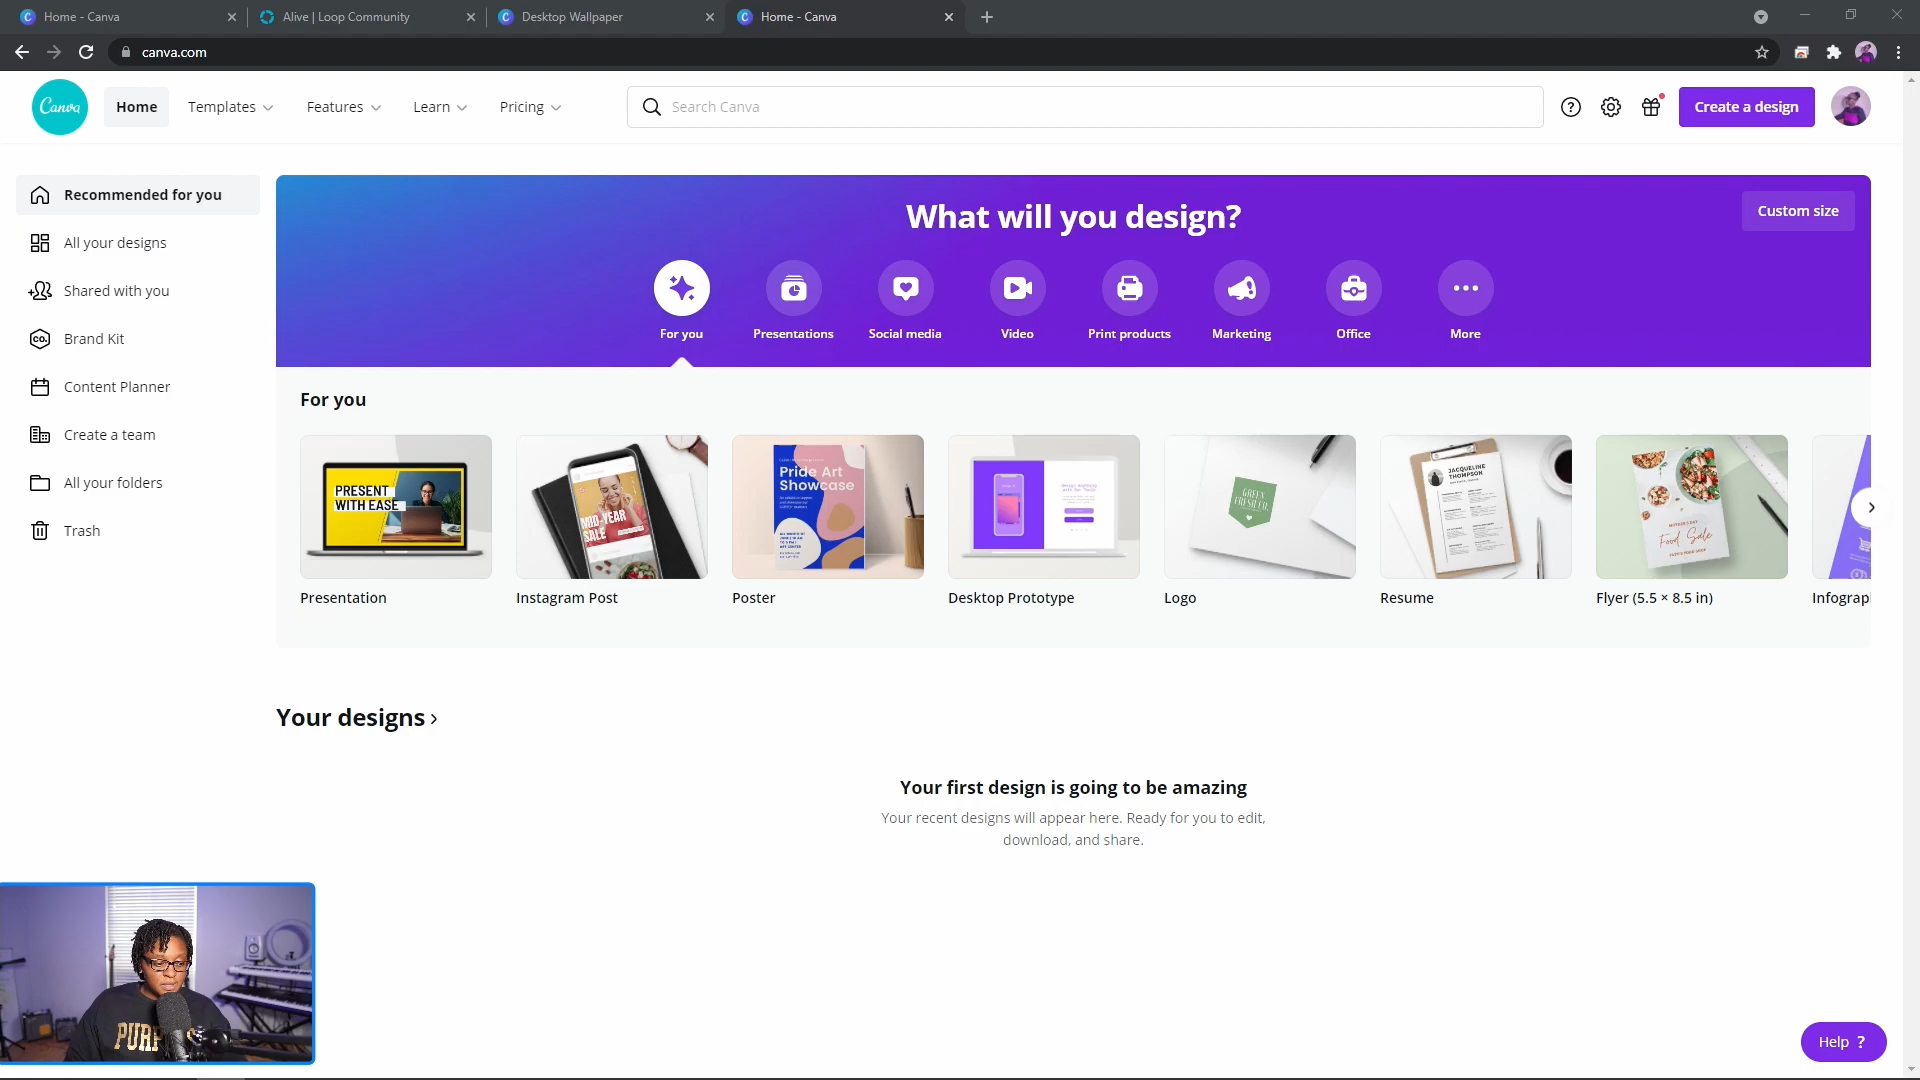 Home - Canva
Alive | Loop Community
Desktop Wallpaper
Home - Canva
canva.com
Canva
Home
Templates
Features
Learn
Pricing
Search Canva
Create a design
Recommended for you
All your designs
Shared with you
Brand Kit
Content Planner
Create a team
All your folders
Trash
What will you design?
Custom size
For you
Presentations
Social media
Video
Print products
Marketing
Office
More
For you
PRESENT
WITH EASE
MID-YEAR
SALE
Pride Art
Showcase
JACQUELINE
THOMPSON
Food Sale
Presentation
Instagram Post
Poster
Desktop Prototype
Logo
Resume
Flyer (5.5 × 8.5 in)
Infograp
Your designs
Your first design is going to be amazing
Your recent designs will appear here. Ready for you to edit,
download, and share.
Help ?